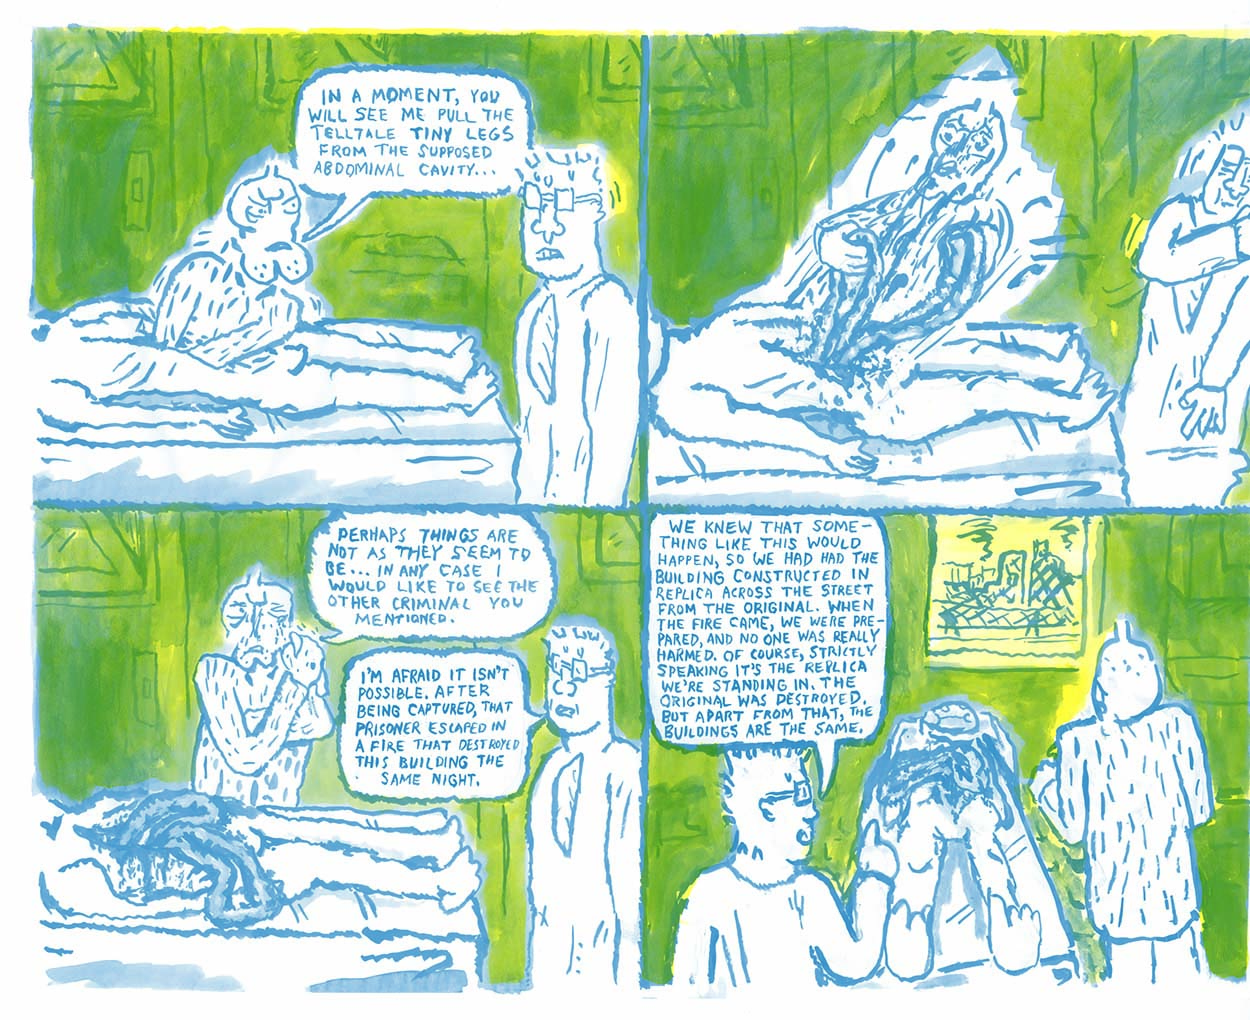 IN A MOMENT, YOU
WILL SEE ME PULL THE
TELLTALE TINY LEGS
FROM THE SUPPOSED
ABDOMINAL CAVITY...
PERHAPS THINGS ARE
NOT AS THEY SEEM TO
BE... IN ANY CASE I
WOULD LIKE TO SEE THE
OTHER CRIMINAL YOU
MENTIONED.
I'M AFRAID IT ISN'T
POSSIBLE. AFTER
BEING CAPTURED, THAT
PRISONER ESCAPED IN
A FIRE THAT DESTROYED
THIS BUILDING THE
SAME NIGHT.
WE KNEW THAT SOME-
THING LIKE THIS WOULD
HAPPEN, SO WE HAD HAD THE
BUILDING CONSTRUCTED IN
REPLICA ACROSS THE STREET
FROM THE ORIGINAL. WHEN
THE FIRE CAME, WE WERE PRE-
PARED, AND NO ONE WAS REALLY
HARMED. OF COURSE, STRICTLY
SPEAKING IT'S THE REPLICA
WE'RE STANDING IN. THE
ORIGINAL WAS DESTROYED.
BUT APART FROM THAT, THE
BUILDINGS ARE THE SAME.